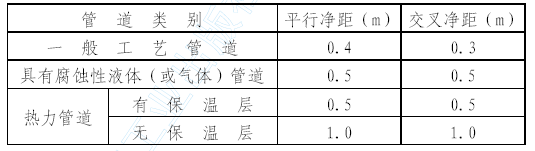 管道类别 平行净距（m） 交叉净距（m）
一般工艺管道 0.4 0.3
具有腐蚀性液体（或气体）管道 0.5 0.5
热力管道 有保温层 0.5 0.5
无保温层 1.0 1.0